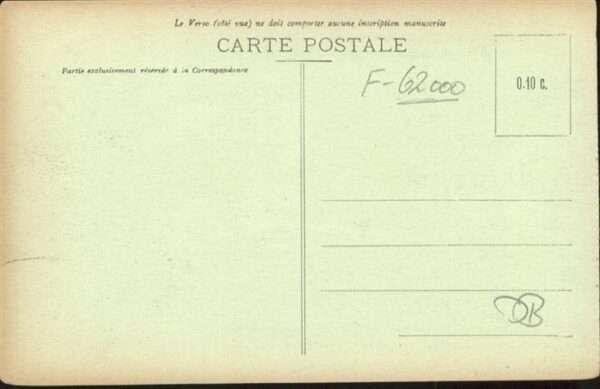 Le Verso (côté vue) ne doit comporter aucune inscription manuscrite
CARTE POSTALE
Partie exclusivement réservée à la Correspondance
F-62000
0.10 c.
DB